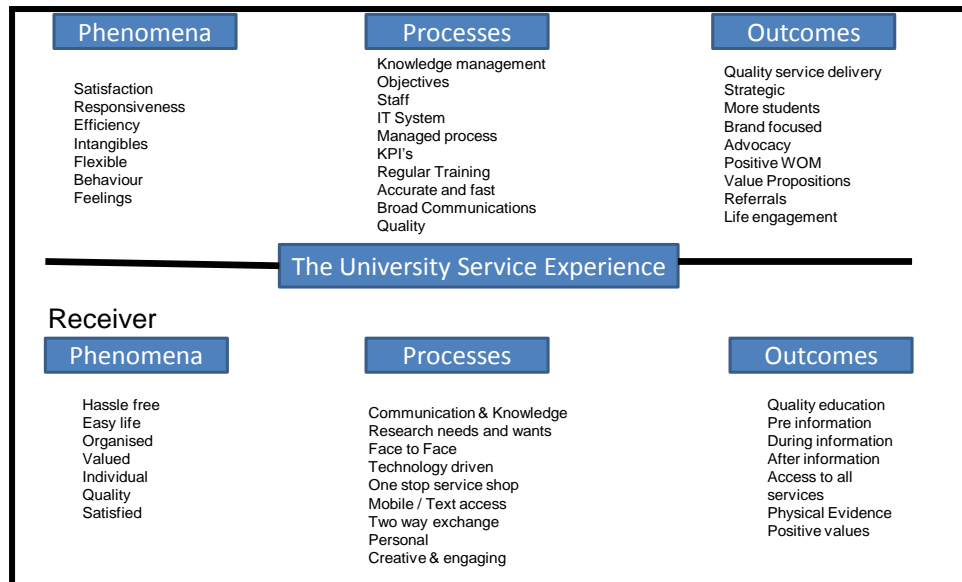 Phenomena
Satisfaction
Responsiveness
Efficiency
Intangibles
Flexible
Behaviour
Feelings
Processes
Knowledge management
Objectives
Staff
IT System
Managed process
KPI's
Regular Training
Accurate and fast
Broad Communications
Quality
Outcomes
Quality service delivery
Strategic
More students
Brand focused
Advocacy
Positive WOM
Value Propositions
Referrals
Life engagement
The University Service Experience
Receiver
Phenomena
Hassle free
Easy life
Organised
Valued
Individual
Quality
Satisfied
Processes
Communication & Knowledge
Research needs and wants
Face to Face
Technology driven
One stop service shop
Mobile / Text access
Two way exchange
Personal
Creative & engaging
Outcomes
Quality education
Pre information
During information
After information
Access to all
services
Physical Evidence
Positive values